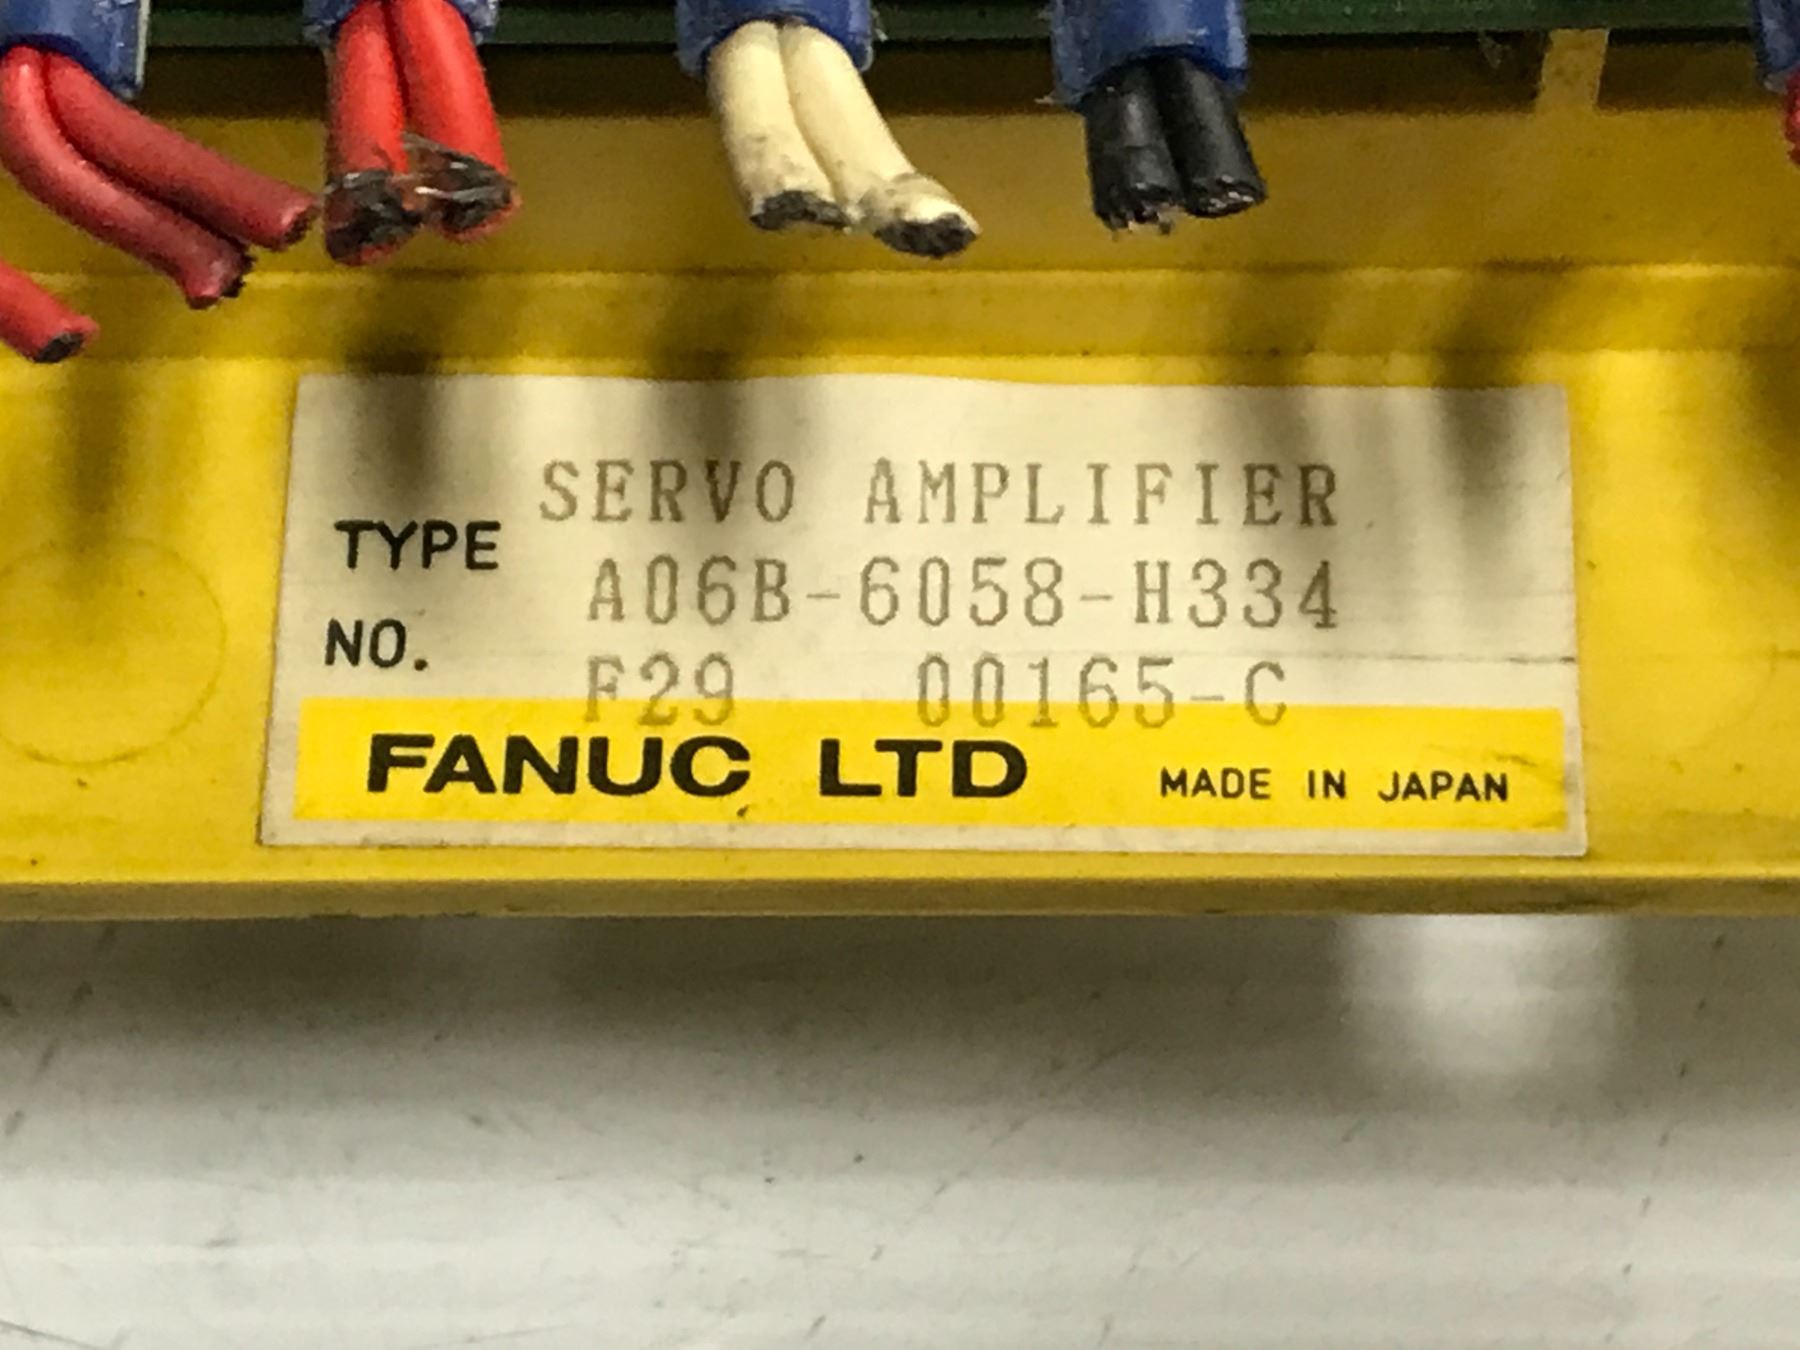 SERVO AMPLIFIER
TYPE
A06B-6058-H334
NO.
F29 00165-C
FANUC LTD MADE IN JAPAN